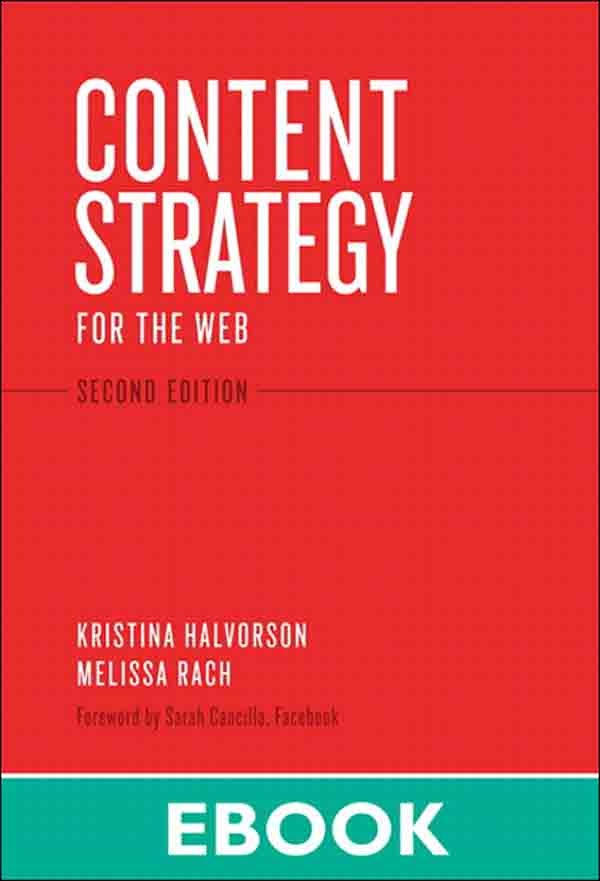 CONTENT
STRATEGY
FOR THE WEB
SECOND EDITION
KRISTINA HALVORSON
MELISSA RACH
Foreword by Sarah Cancilla, Facebook
EBOOK